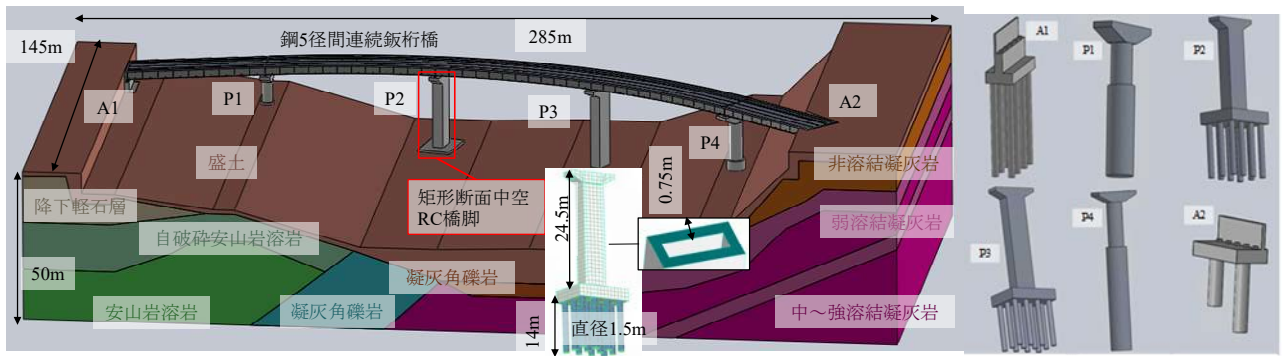 145m
鋼5径間連続鈑桁橋
285m
A1
P1
P2
P3
P4
A2
盛土
矩形断面中空
RC橋脚
0.75m
非溶結凝灰岩
降下軽石層
自破砕安山岩溶岩
24.5m
弱溶結凝灰岩
50m
凝灰角礫岩
安山岩溶岩
凝灰角礫岩
14m
直径1.5m
中～強溶結凝灰岩
A1
P1
P2
P3
P4
A2